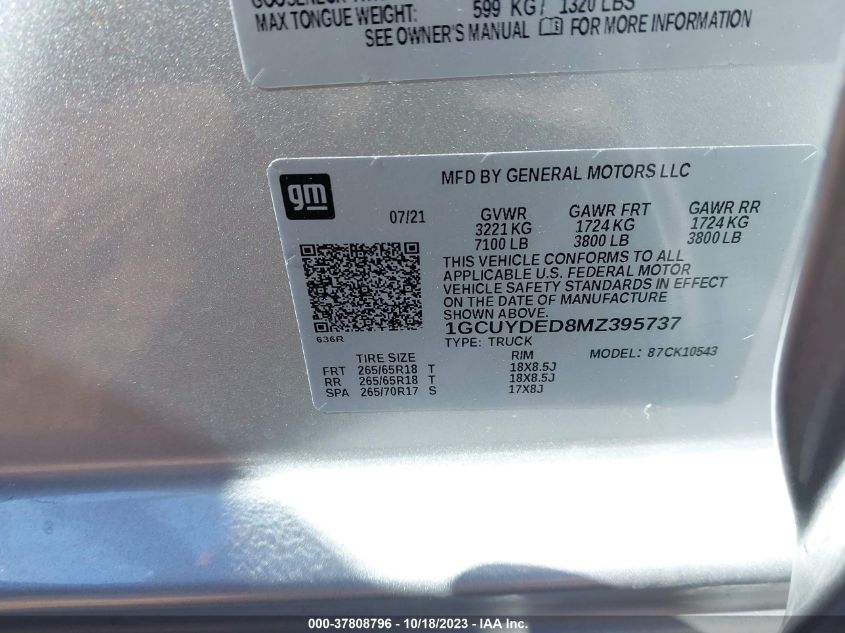 MAX TONGUE WEIGHT: 599 KG / 1320 LBS
SEE OWNER'S MANUAL FOR MORE INFORMATION
gm
MFD BY GENERAL MOTORS LLC
07/21 GVWR GAWR FRT GAWR RR
3221 KG 1724 KG 1724 KG
7100 LB 3800 LB 3800 LB
THIS VEHICLE CONFORMS TO ALL
APPLICABLE U.S. FEDERAL MOTOR
VEHICLE SAFETY STANDARDS IN EFFECT
ON THE DATE OF MANUFACTURE
SHOWN ABOVE.
1GCUYDED8MZ395737
636R
TYPE: TRUCK MODEL: 87CK10543
TIRE SIZE RIM
FRT 265/65R18 T 18X8.5J
RR 265/65R18 T 18X8.5J
SPA 265/70R17 S 17X8J
000-37808796 - 10/18/2023 - IAA Inc.